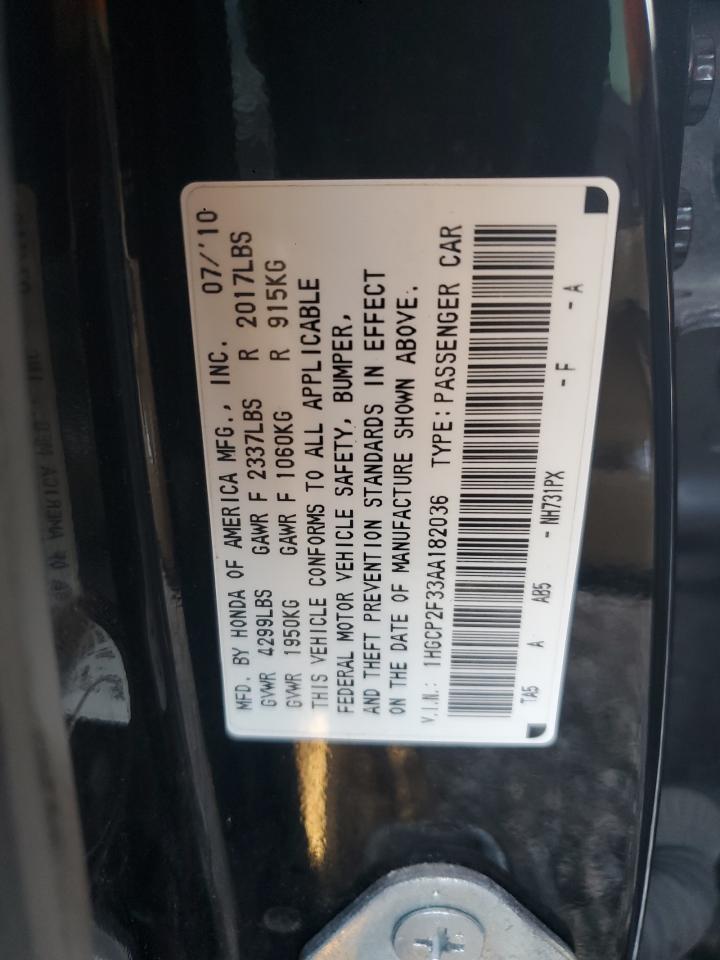 MFD. BY HONDA OF AMERICA MFG., INC. 07/'10
GVWR 4299LBS GAWR F 2337LBS R 2017LBS
GVWR 1950KG GAWR F 1060KG R 915KG
THIS VEHICLE CONFORMS TO ALL APPLICABLE
FEDERAL MOTOR VEHICLE SAFETY, BUMPER,
AND THEFT PREVENTION STANDARDS IN EFFECT
ON THE DATE OF MANUFACTURE SHOWN ABOVE.
V.I.N.: 1HGCP2F33AA182036 TYPE: PASSENGER CAR
TA5 A AB5 - NH731PX - F - A